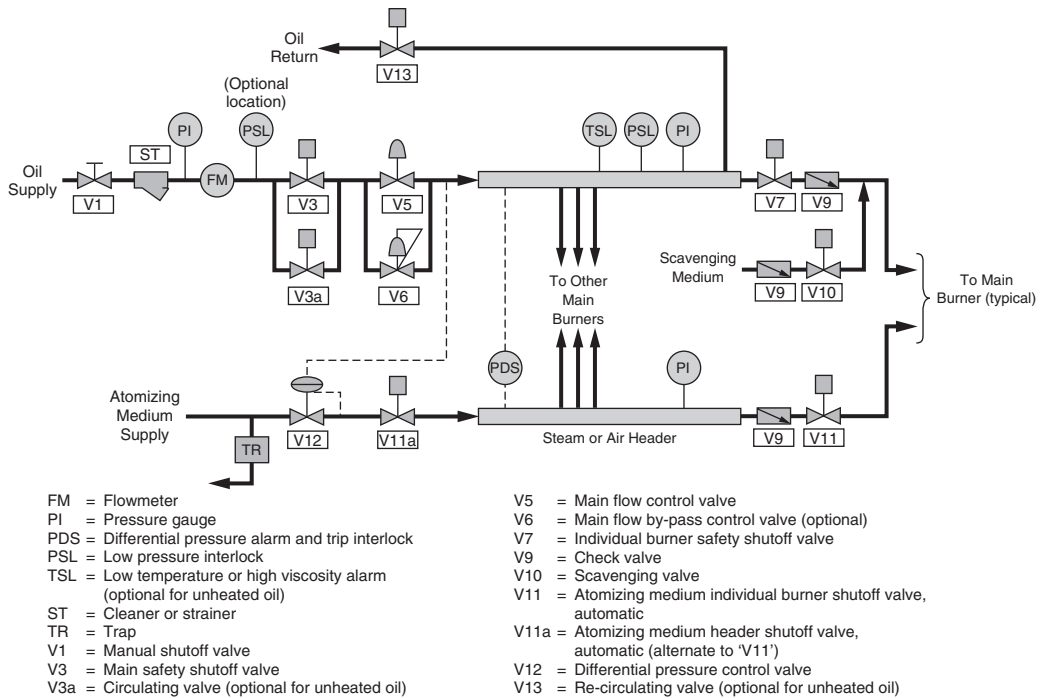 Oil
Return
V13
(Optional
location)
PI
PSL
TSL
PSL
PI
ST
Oil
Supply
FM
V1
V3
V5
V7
V9
V3a
V6
Scavenging
Medium
V9
V10
To Other
Main
Burners
To Main
Burner (typical)
PDS
PI
Atomizing
Medium
Supply
V12
V11a
Steam or Air Header
V9
V11
TR
FM = Flowmeter
PI = Pressure gauge
PDS = Differential pressure alarm and trip interlock
PSL = Low pressure interlock
TSL = Low temperature or high viscosity alarm
(optional for unheated oil)
ST = Cleaner or strainer
TR = Trap
V1 = Manual shutoff valve
V3 = Main safety shutoff valve
V3a = Circulating valve (optional for unheated oil)
V5 = Main flow control valve
V6 = Main flow by-pass control valve (optional)
V7 = Individual burner safety shutoff valve
V9 = Check valve
V10 = Scavenging valve
V11 = Atomizing medium individual burner shutoff valve,
automatic
V11a = Atomizing medium header shutoff valve,
automatic (alternate to 'V11')
V12 = Differential pressure control valve
V13 = Re-circulating valve (optional for unheated oil)